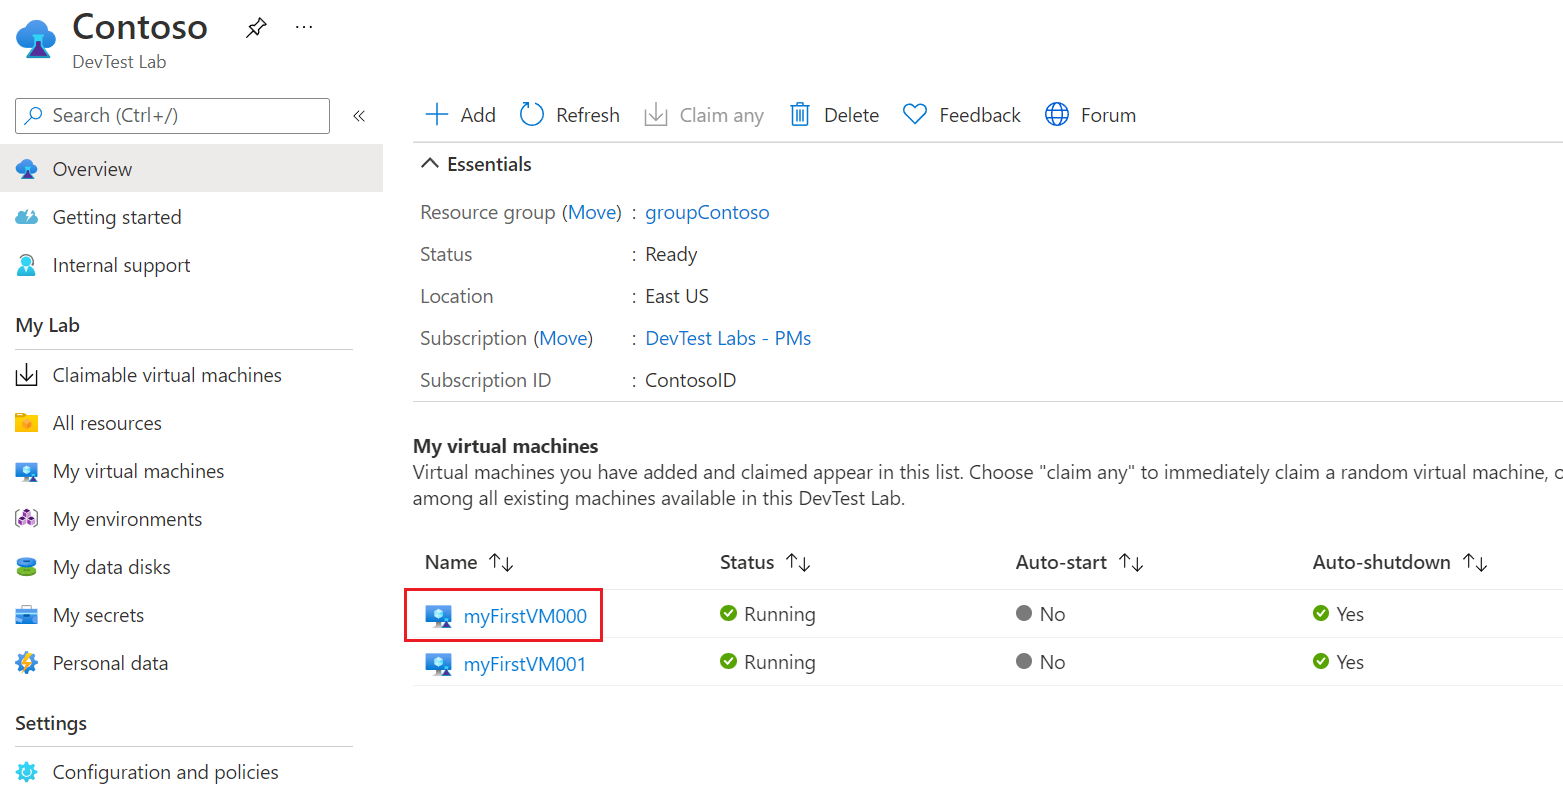 Contoso
DevTest Lab
Search (Ctrl+/)
Overview
Getting started
Internal support
My Lab
Claimable virtual machines
All resources
My virtual machines
My environments
My data disks
My secrets
Personal data
Settings
Configuration and policies
Add Refresh Claim any Delete Feedback Forum
Essentials
Resource group (Move) : groupContoso
Status : Ready
Location : East US
Subscription (Move) : DevTest Labs - PMs
Subscription ID : ContosoID
My virtual machines
Virtual machines you have added and claimed appear in this list. Choose "claim any" to immediately claim a random virtual machine,
among all existing machines available in this DevTest Lab.
Name Status Auto-start Auto-shutdown
myFirstVM000 Running No Yes
myFirstVM001 Running No Yes